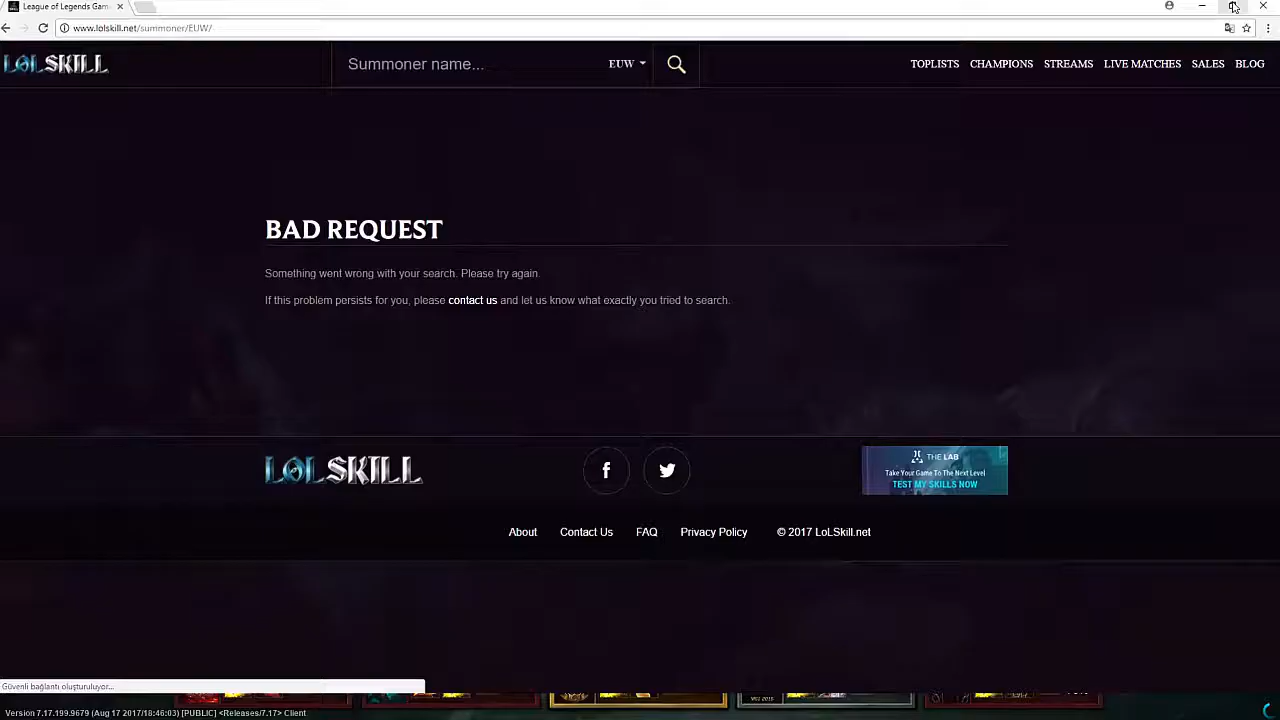 League of Legends Game
www.lolskill.net/summoner/EUW/
LOLSKILL
Summoner name...
EUW
TOPLISTS
CHAMPIONS
STREAMS
LIVE MATCHES
SALES
BLOG
BAD REQUEST
Something went wrong with your search. Please try again.
If this problem persists for you, please contact us and let us know what exactly you tried to search.
LOLSKILL
THE LAB
Take Your Game To The Next Level
TEST MY SKILLS NOW
About
Contact Us
FAQ
Privacy Policy
© 2017 LoLSkill.net
Güvenli bağlantı oluşturuluyor...
Version 7.17.199.9679 (Aug 17 2017/18:46:03) [PUBLIC] <Releases/7.17> Client